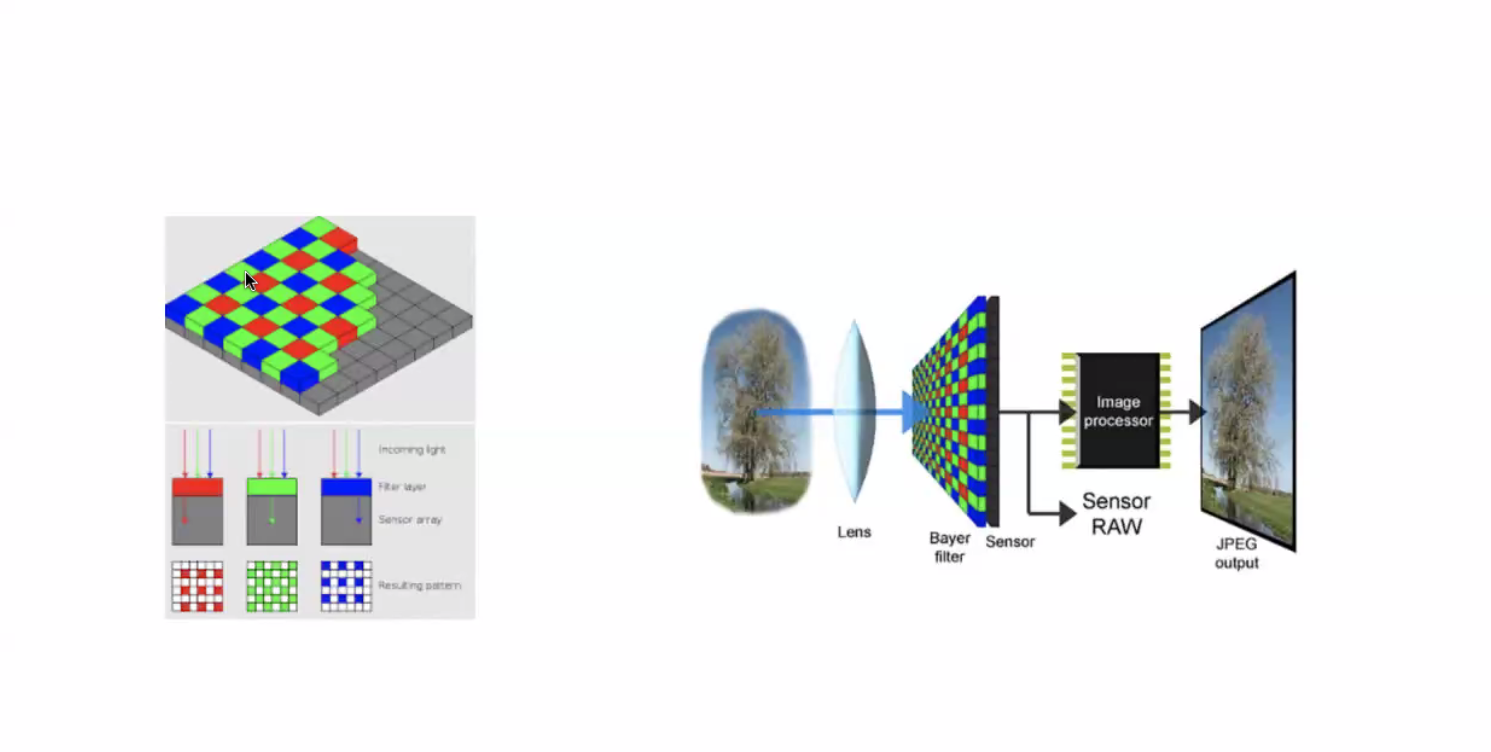 Incoming light
Filter layer
Sensor array
Resulting pattern
Lens
Bayer
filter
Sensor
Image
processor
Sensor
RAW
JPEG
output